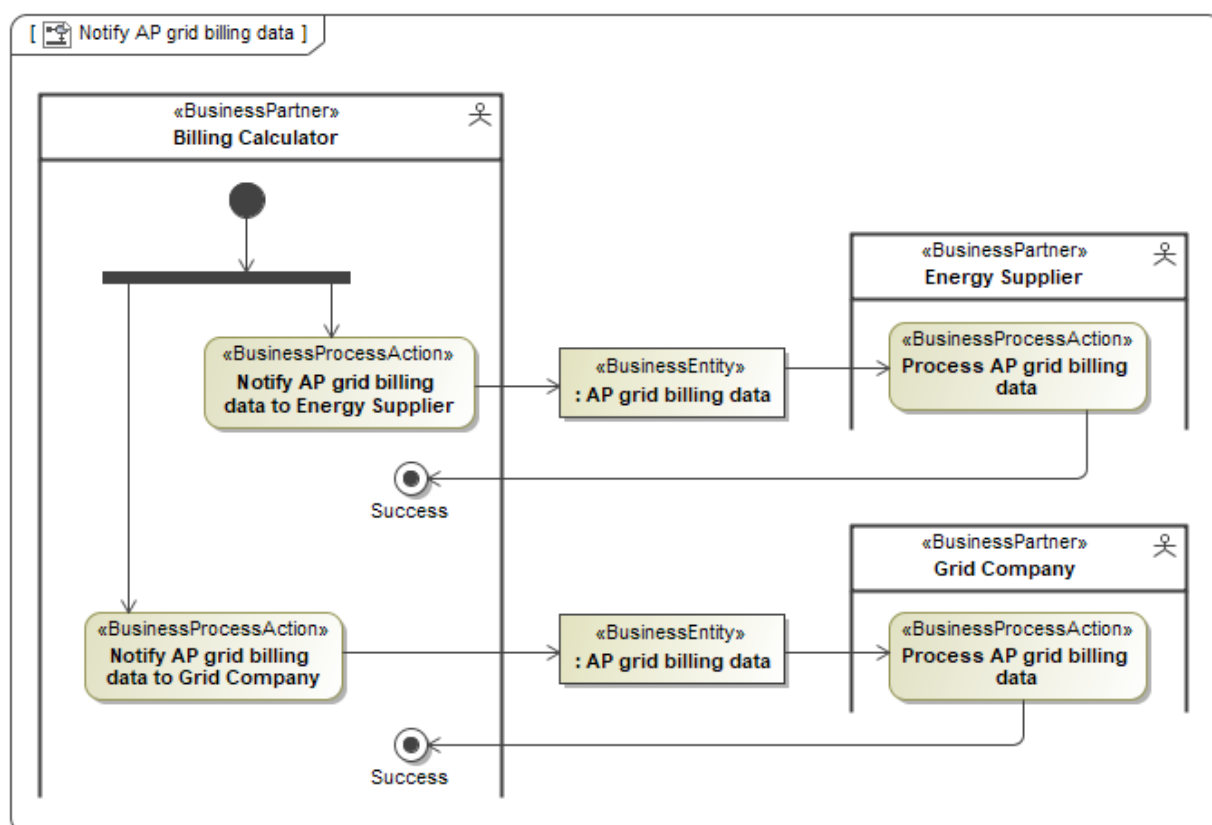 [ Notify AP grid billing data ]
«BusinessPartner»
Billing Calculator
«BusinessPartner»
Energy Supplier
«BusinessProcessAction»
Notify AP grid billing
data to Energy Supplier
«BusinessEntity»
: AP grid billing data
«BusinessProcessAction»
Process AP grid billing
data
Success
«BusinessPartner»
Grid Company
«BusinessProcessAction»
Notify AP grid billing
data to Grid Company
«BusinessEntity»
: AP grid billing data
«BusinessProcessAction»
Process AP grid billing
data
Success